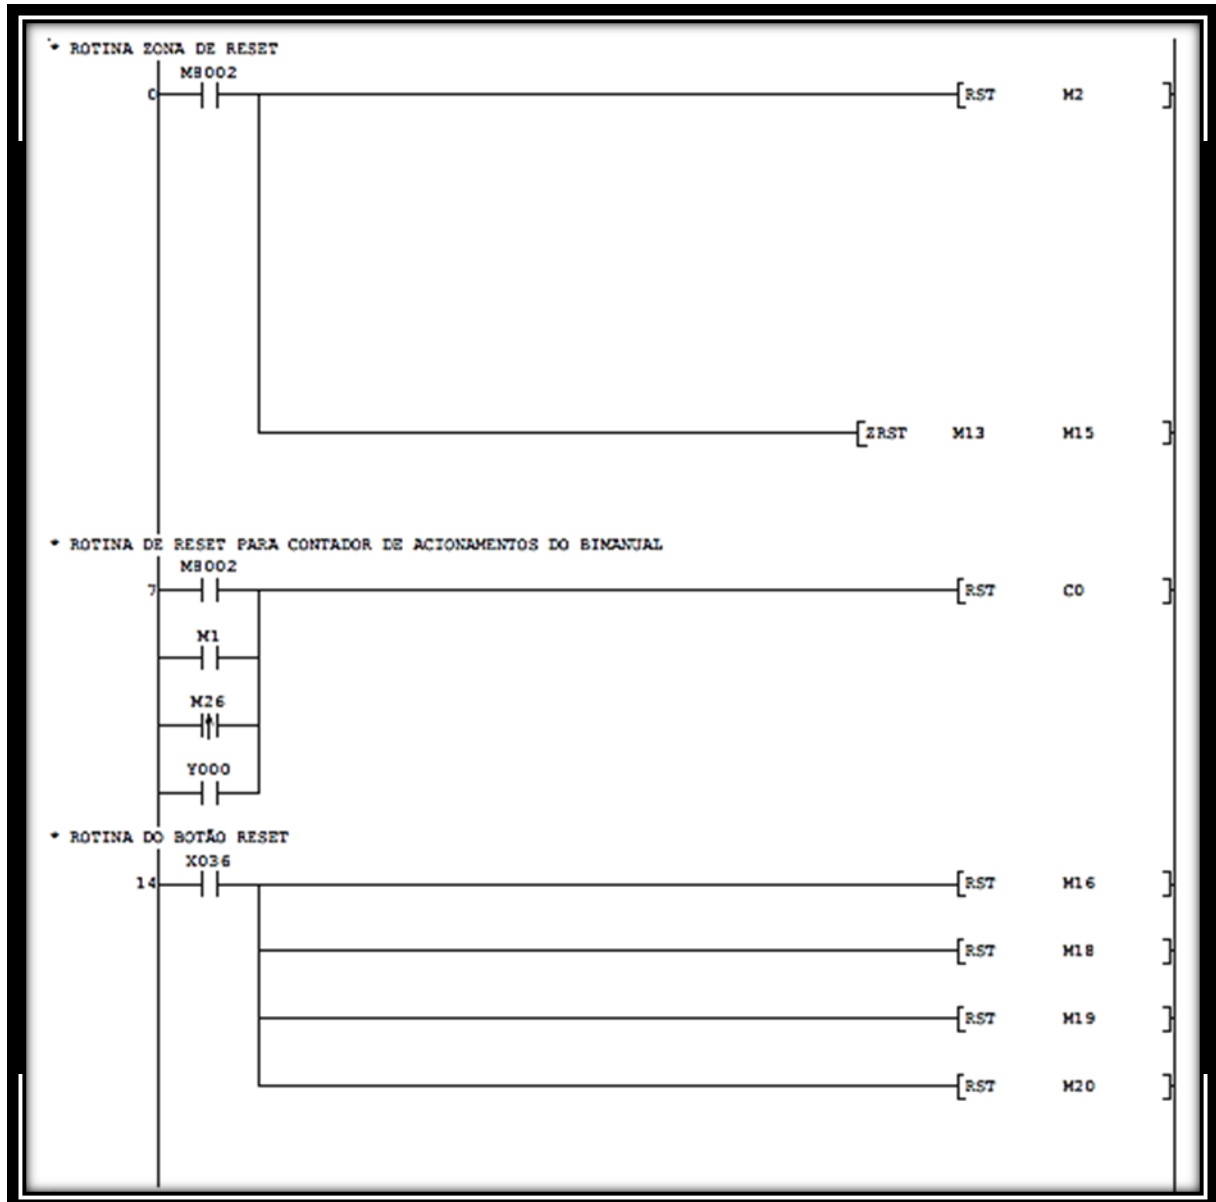 * ROTINA ZONA DE RESET
M8002
0 [RST M2 ]
[ZRST M13 M15 ]
* ROTINA DE RESET PARA CONTADOR DE ACIONAMENTOS DO BIMANUAL
M8002
7 [RST C0 ]
M1
M26
Y000
* ROTINA DO BOTÃO RESET
X036
14 [RST M16 ]
[RST M18 ]
[RST M19 ]
[RST M20 ]